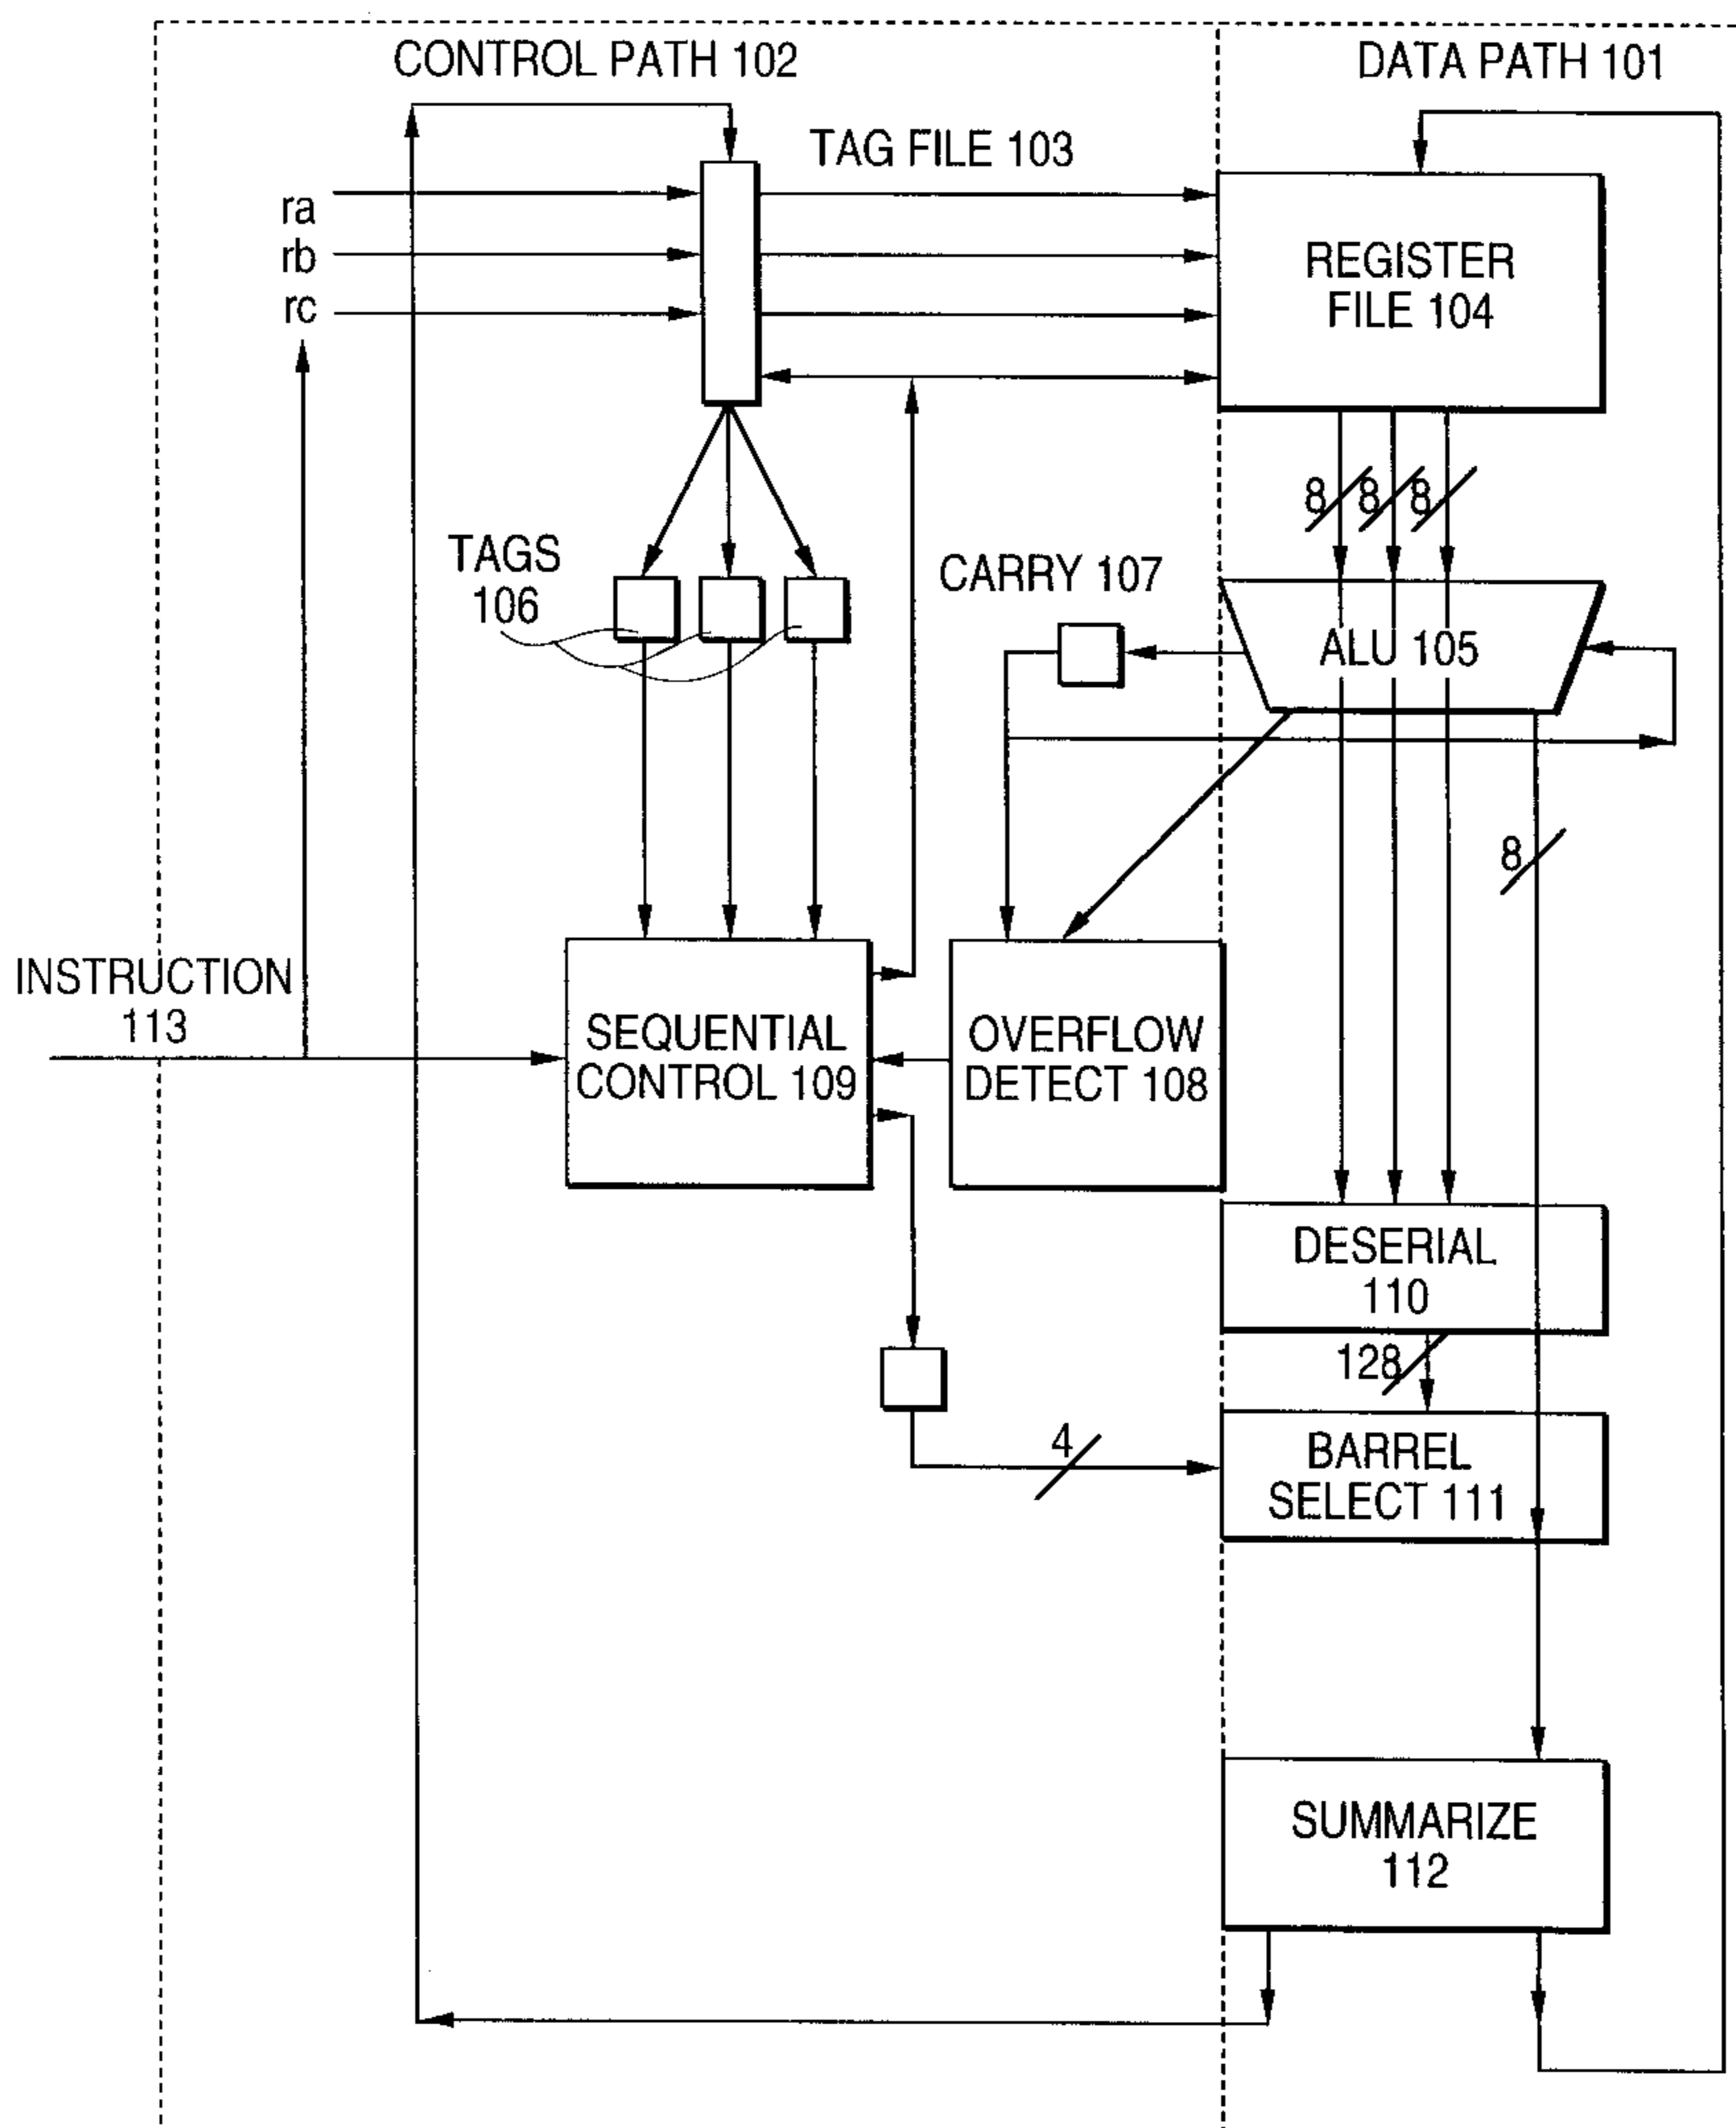 CONTROL PATH 102
DATA PATH 101
TAG FILE 103
ra
rb
rc
REGISTER
FILE 104
8
8
8
TAGS
106
CARRY 107
ALU 105
8
INSTRUCTION
113
SEQUENTIAL
CONTROL 109
OVERFLOW
DETECT 108
DESERIAL
110
128
4
BARREL
SELECT 111
SUMMARIZE
112